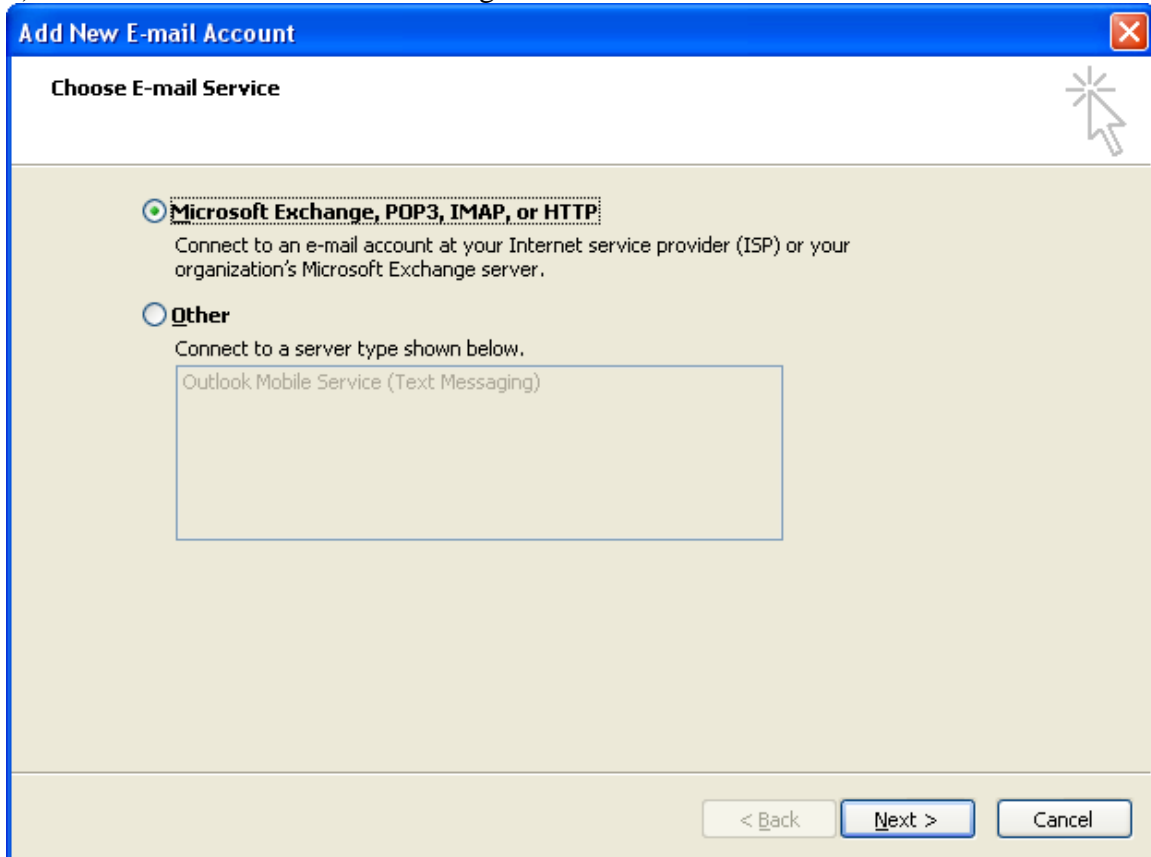 Add New E-mail Account
Choose E-mail Service
Microsoft Exchange, POP3, IMAP, or HTTP
Connect to an e-mail account at your Internet service provider (ISP) or your
organization's Microsoft Exchange server.
Other
Connect to a server type shown below.
Outlook Mobile Service (Text Messaging)
< Back Next > Cancel